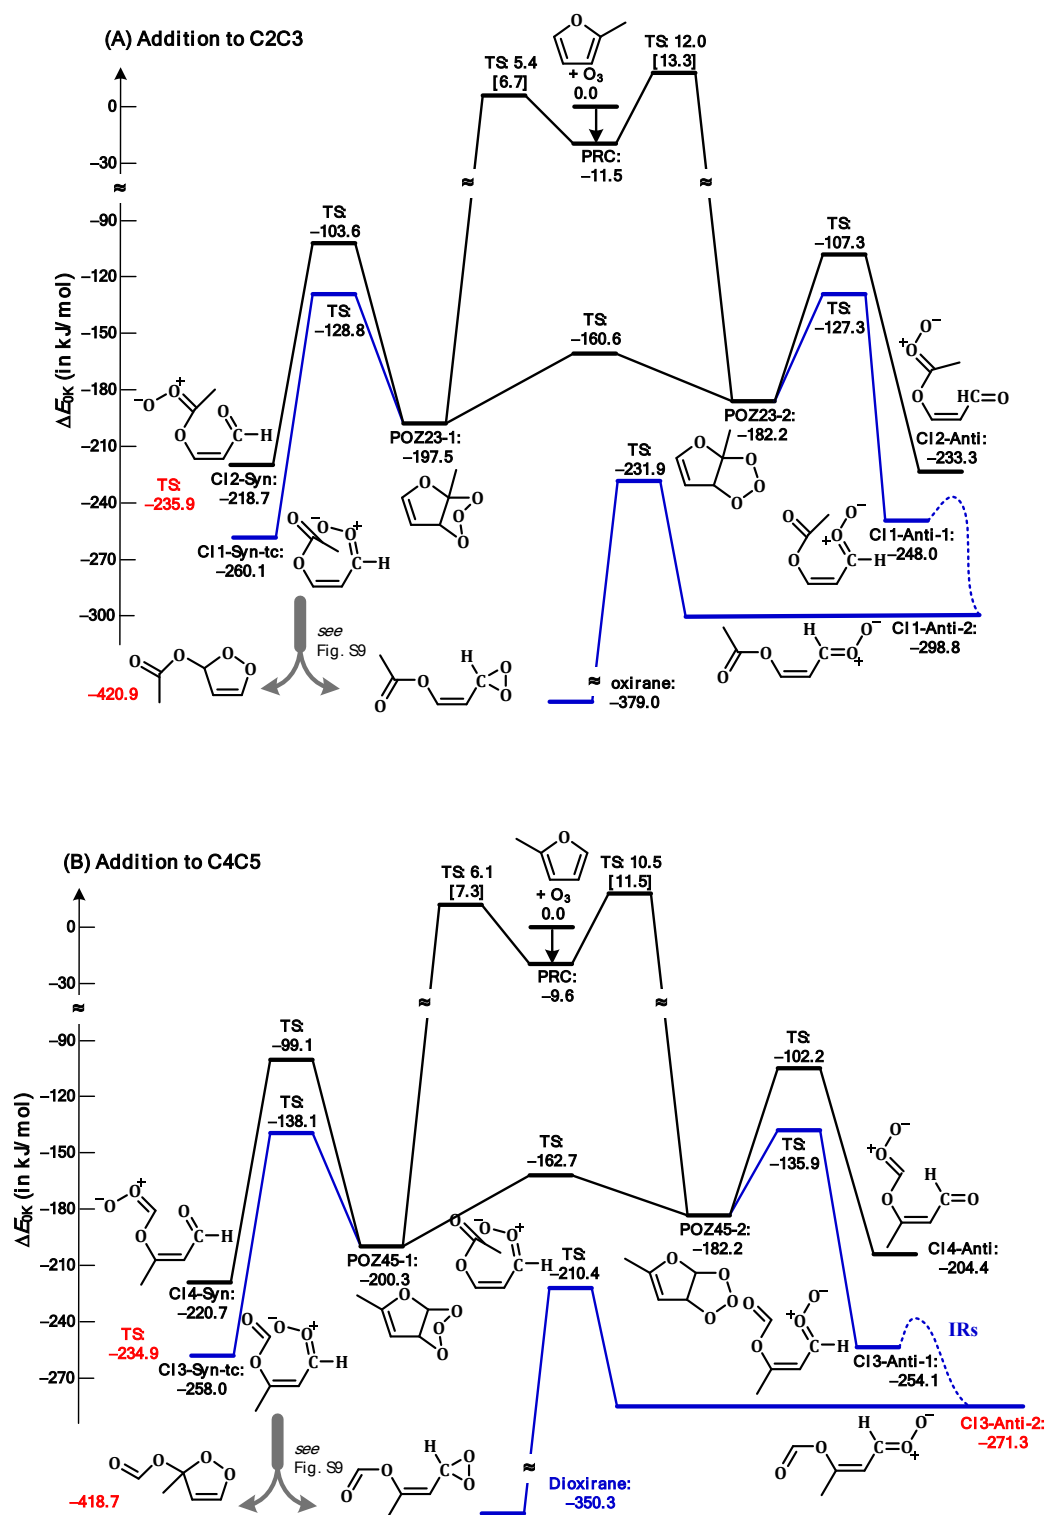 (A) Addition to C2C3
O
TS: 5.4
[6.7]
+ O3
0.0
TS: 12.0
[13.3]
0
−30
≈
PRC:
−11.5
≈
≈
−90
−120
−150
−180
−210
−240
−270
−300
ΔE0K (in kJ/mol)
TS:
−103.6
TS:
−128.8
TS:
−160.6
TS:
−107.3
TS:
−127.3
−O O+ O
O H
CI2-Syn:
−218.7
TS:
−235.9
POZ23-1:
−197.5
O O O O
POZ23-2:
−182.2
O O O O
O−
+O
O HC=O
CI2-Anti:
−233.3
TS:
−231.9
CI1-Syn-tc:
−260.1
O −O O+
O C−H
O O−
+O
O C
H
CI1-Anti-1:
−248.0
CI1-Anti-2:
−298.8
O O H
C=O+
O−
see
Fig. S9
O O O
O
−420.9
O
O
H
C O
O
≈ oxirane:
−379.0
(B) Addition to C4C5
O
TS: 6.1
[7.3]
+ O3
0.0
TS: 10.5
[11.5]
0
−30
≈
PRC:
−9.6
≈
≈
−90
−120
−150
−180
−210
−240
−270
ΔE0K (in kJ/mol)
TS:
−99.1
TS:
−138.1
TS:
−162.7
TS:
−102.2
TS:
−135.9
−O O+
O O
C−H
CI4-Syn:
−220.7
TS:
−234.9
POZ45-1:
−200.3
O O O O
O −O O+
O C−H
TS:
−210.4
POZ45-2:
−182.2
O O O O
O−
+O
O H
C=O
CI4-Anti:
−204.4
CI3-Syn-tc:
−258.0
O −O O+
O C−H
O O−
+O
O C−H
CI3-Anti-1:
−254.1
IRs
CI3-Anti-2:
−271.3
O O H
C=O+
O−
see
Fig. S9
O O O
O
−418.7
O
O
H
C O
O
≈
Dioxirane:
−350.3